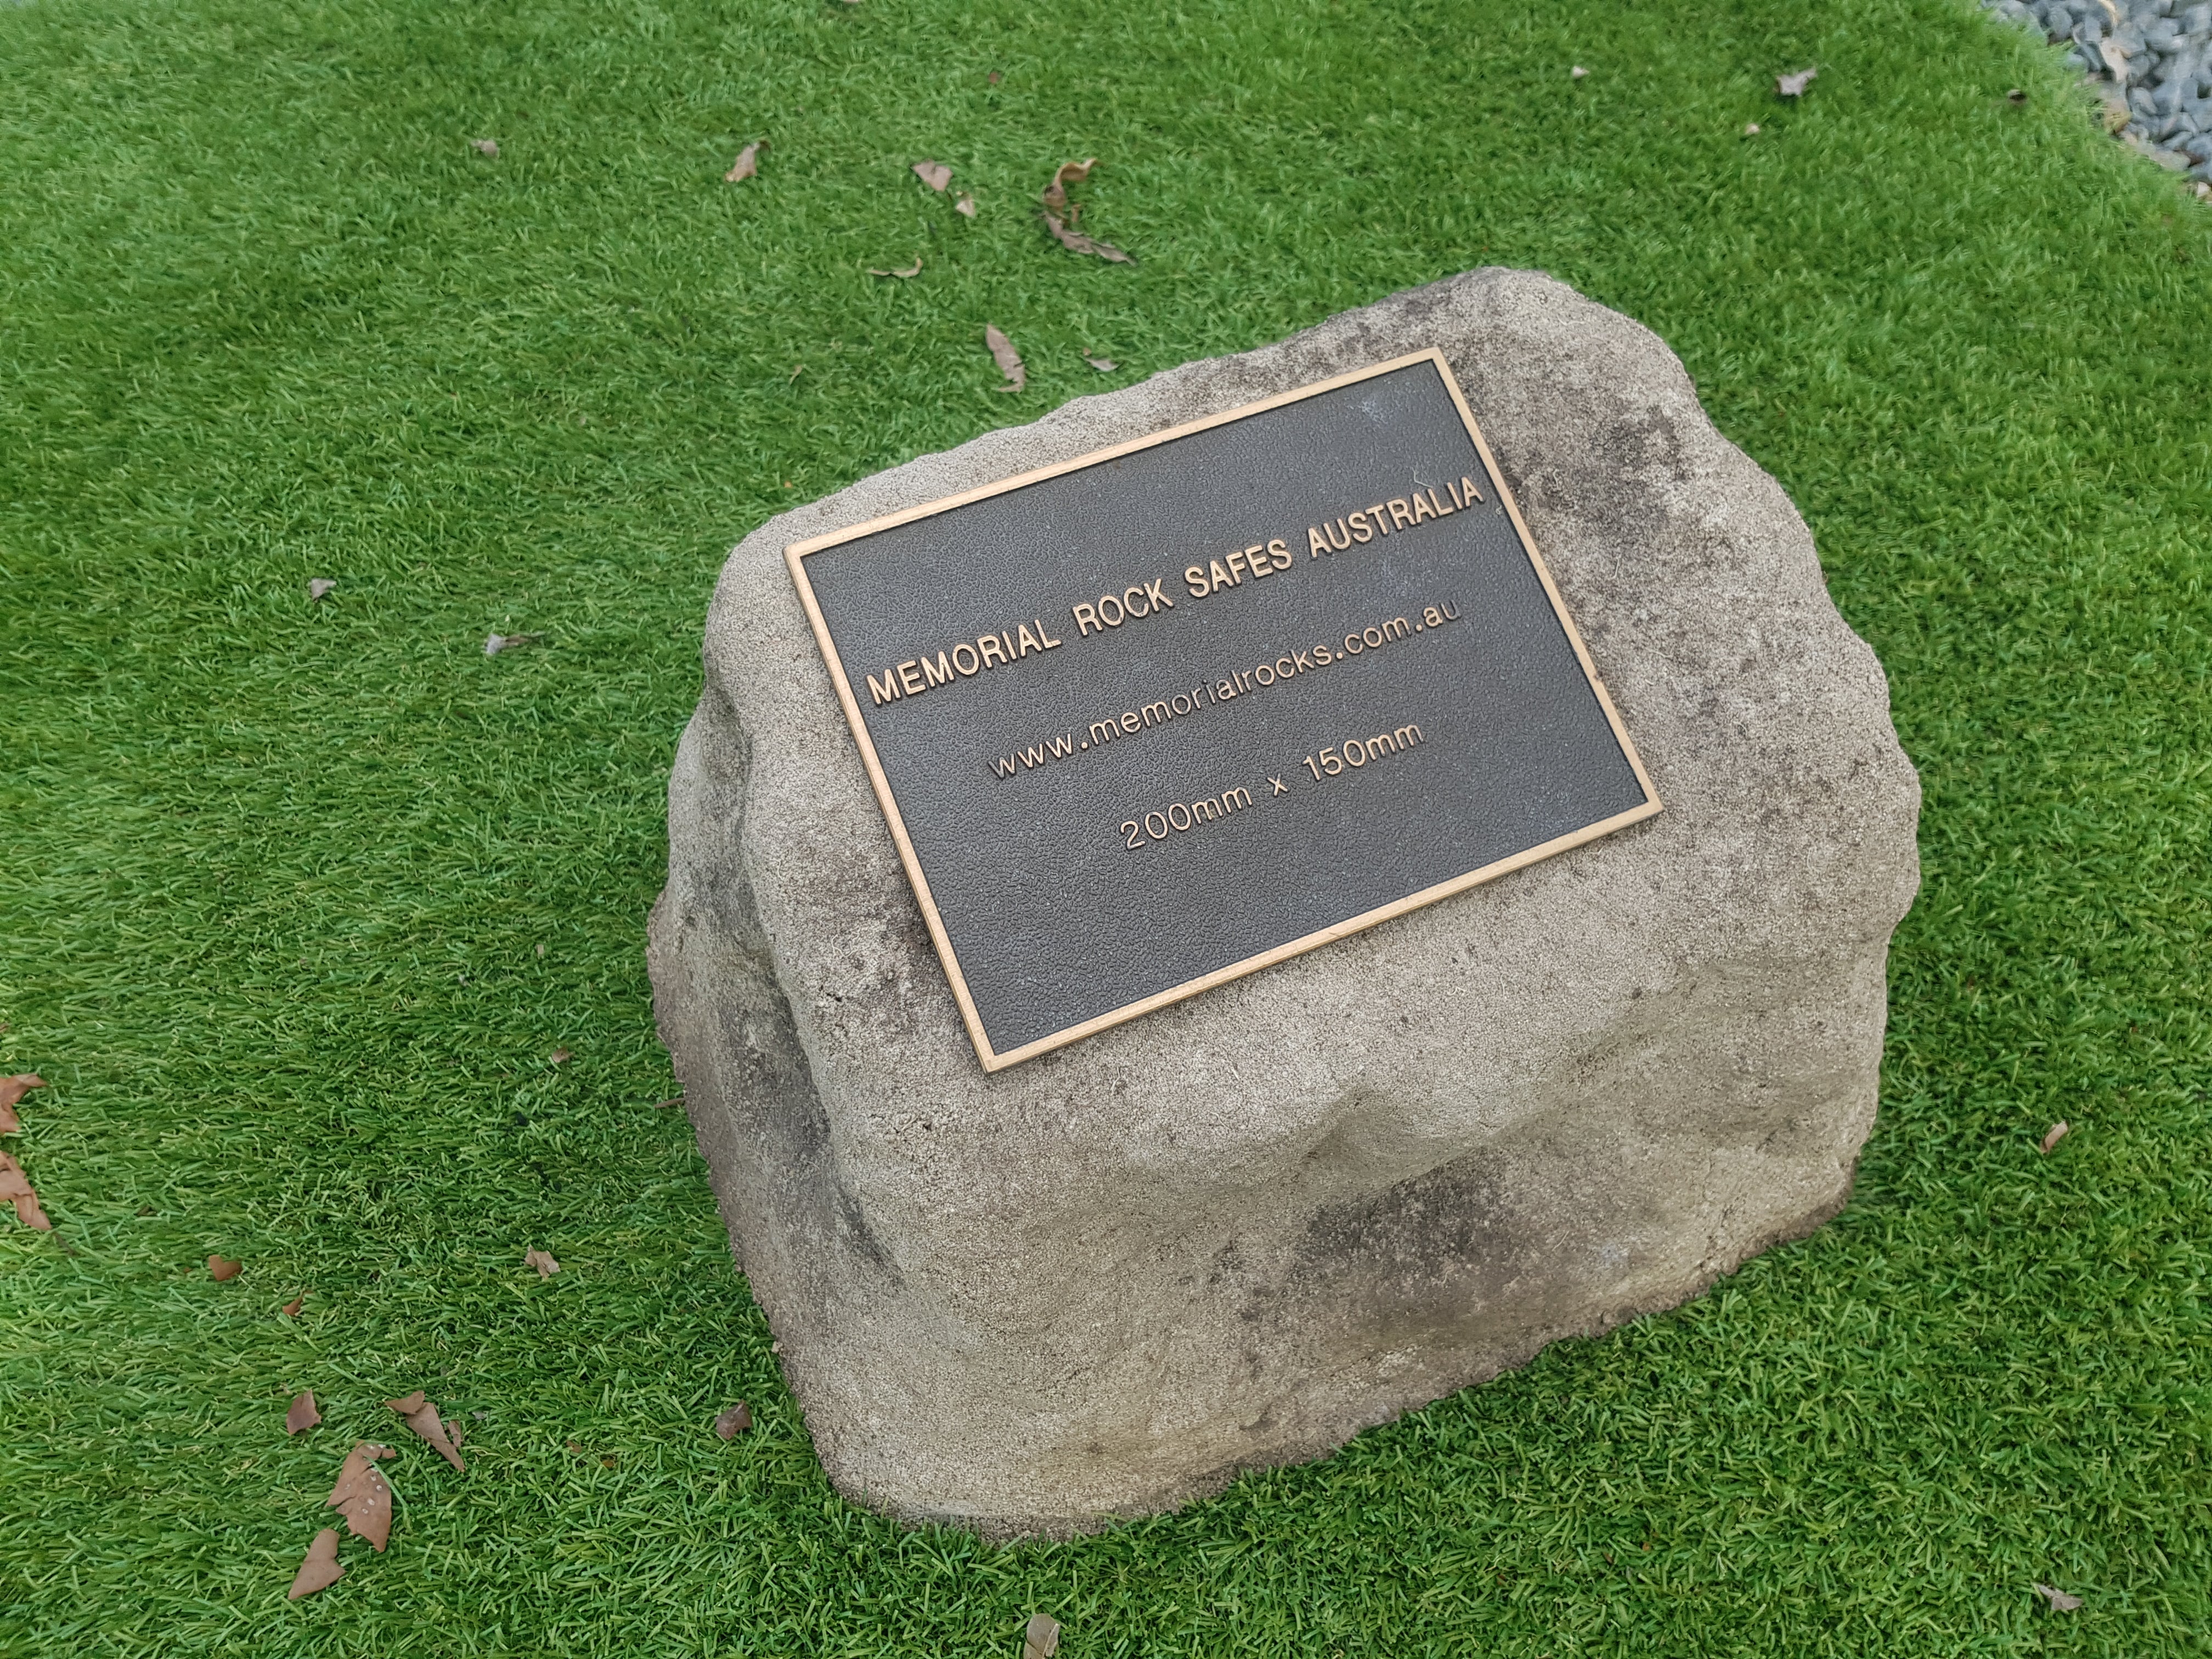 MEMORIAL ROCK SAFES AUSTRALIA
www.memorialrocks.com.au
200mm x 150mm